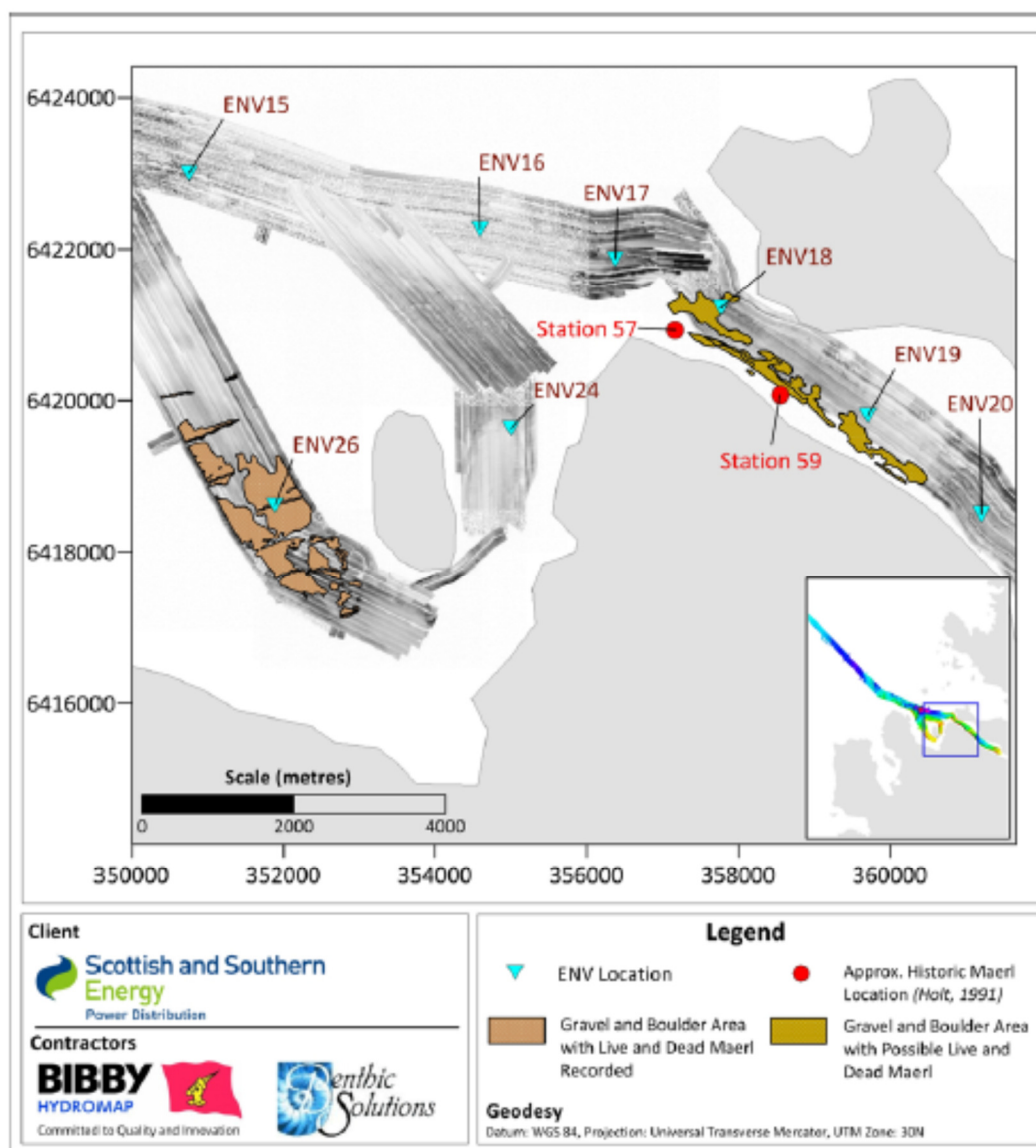 6424000
ENV15
ENV16
ENV17
6422000
ENV18
Station 57
ENV19
6420000
ENV24
ENV20
ENV26
Station 59
6418000
6416000
Scale (metres)
0 2000 4000
350000 352000 354000 356000 358000 360000
Client
Scottish and Southern
Energy
Power Distribution
Contractors
BIBBY
HYDROMAP
Committed to Quality and Innovation
Benthic
Solutions
Legend
ENV Location
Approx. Historic Maerl
Location (Holt, 1991)
Gravel and Boulder Area
with Live and Dead Maerl
Recorded
Gravel and Boulder Area
with Possible Live and
Dead Maerl
Geodesy
Datum: WGS 84, Projection: Universal Transverse Mercator, UTM Zone: 30N